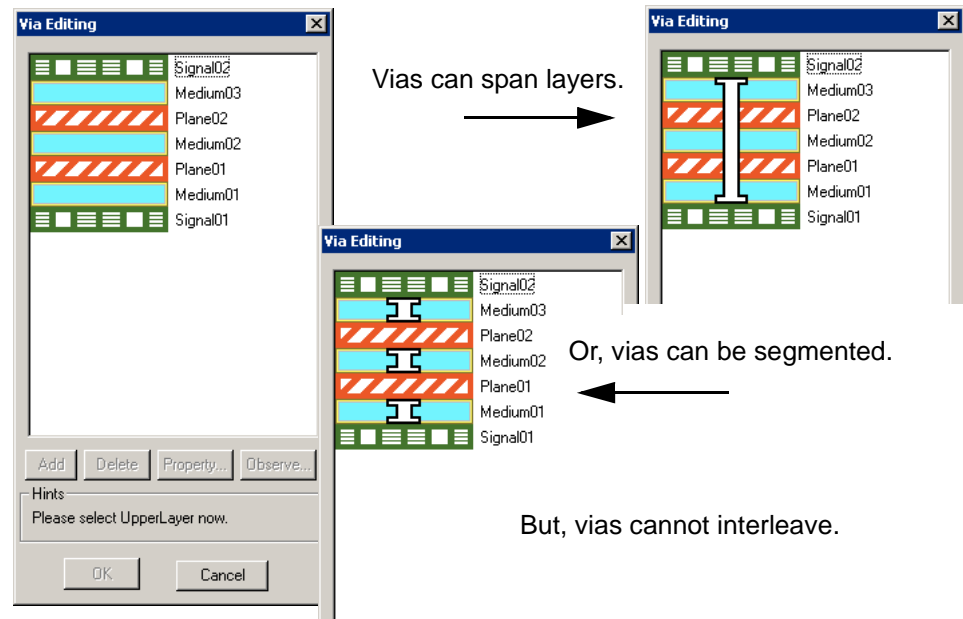 Via Editing
Signal02
Medium03
Plane02
Medium02
Plane01
Medium01
Signal01
Add
Delete
Property...
Observe...
Hints
Please select UpperLayer now.
OK
Cancel
Vias can span layers.
Via Editing
Signal02
Medium03
Plane02
Medium02
Plane01
Medium01
Signal01
Via Editing
Signal02
Medium03
Plane02
Medium02
Plane01
Medium01
Signal01
Or, vias can be segmented.
But, vias cannot interleave.